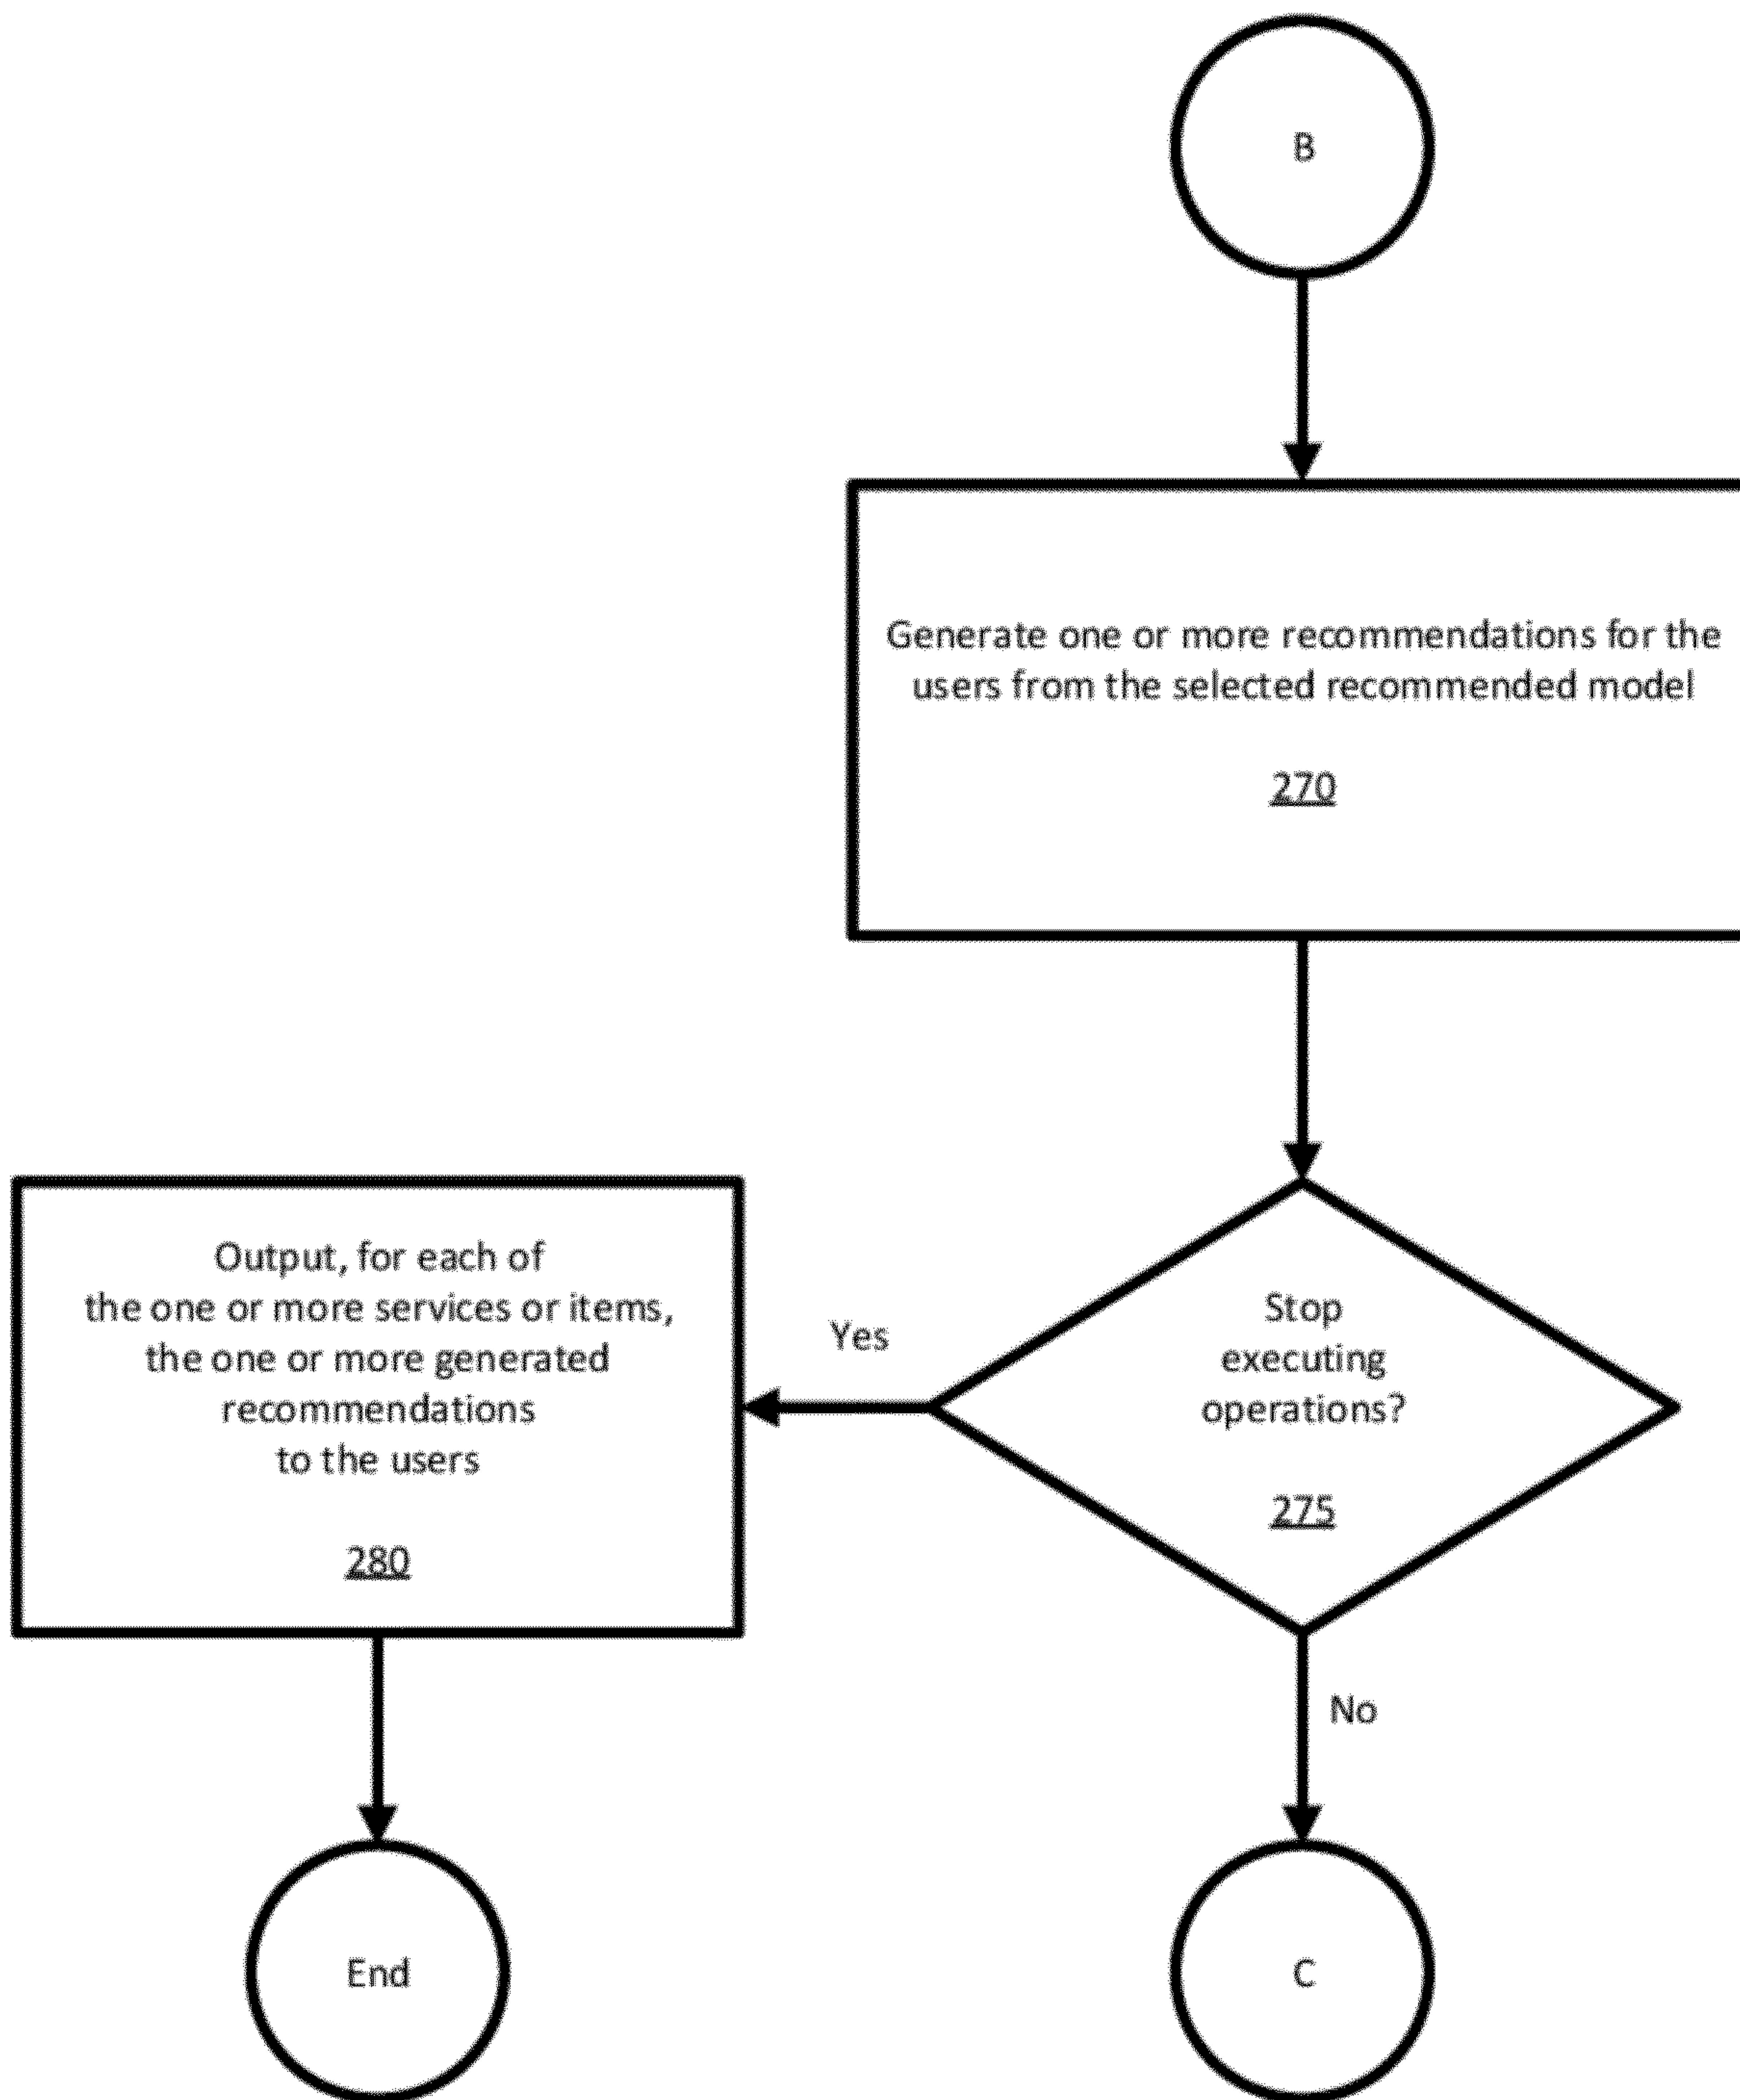 B
Generate one or more recommendations for the
users from the selected recommended model
270
Output, for each of
the one or more services or items,
the one or more generated
recommendations
to the users
280
Yes
Stop
executing
operations?
275
No
End
C